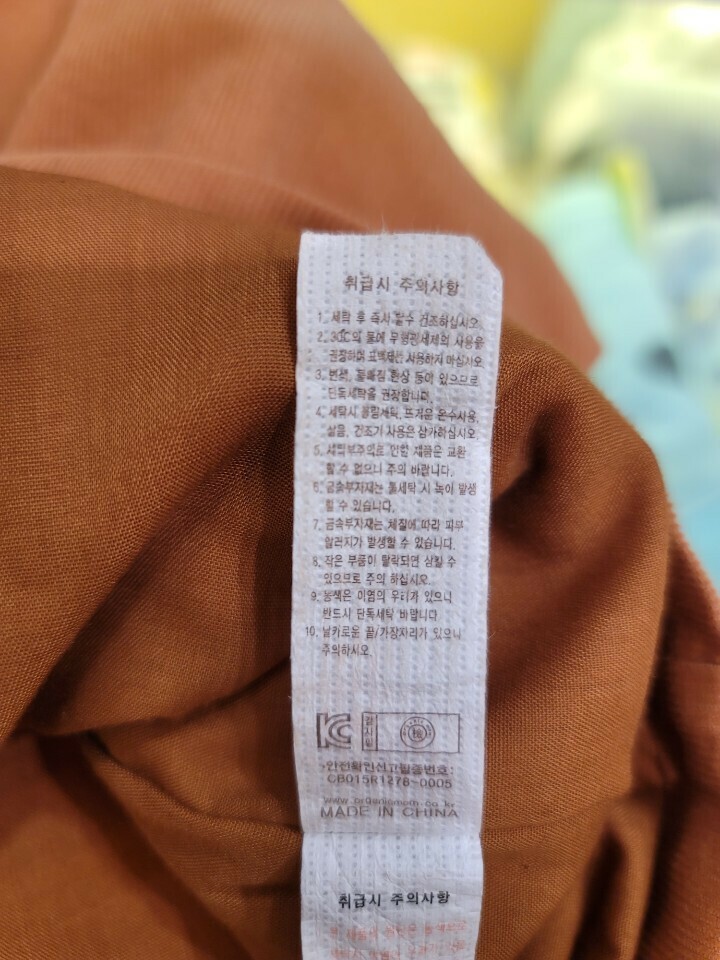 취급시 주의사항
1. 세탁 후 즉시 탈수 건조하십시오.
2. 30℃의 물에 무형광세제의 사용을
권장하며 표백제는 사용하지 마십시오
3. 변색, 물빠짐 현상 등이 있으므로
단독세탁을 권장합니다.
4. 세탁시 물림세탁, 뜨거운 온수사용,
삶음, 건조기 사용은 삼가하십시오.
5. 세탁부주의로 인한 제품은 교환
할 수 없으니 주의 바랍니다.
6. 금속부자재는 물세탁 시 녹이 발생
될 수 있습니다.
7. 금속부자재는 체질에 따라 피부
알러지가 발생할 수 있습니다.
8. 작은 부품이 탈락되면 삼킬 수
있으므로 주의 하십시오.
9. 농색은 이염의 우려가 있으니
반드시 단독세탁 바랍니다
10. 날카로운 끝/가장자리가 있으니
주의하시오.
KC
안전확인신고필증번호:
CB015R1278-0005
www.organicmom.co.kr
MADE IN CHINA
취급시 주의사항